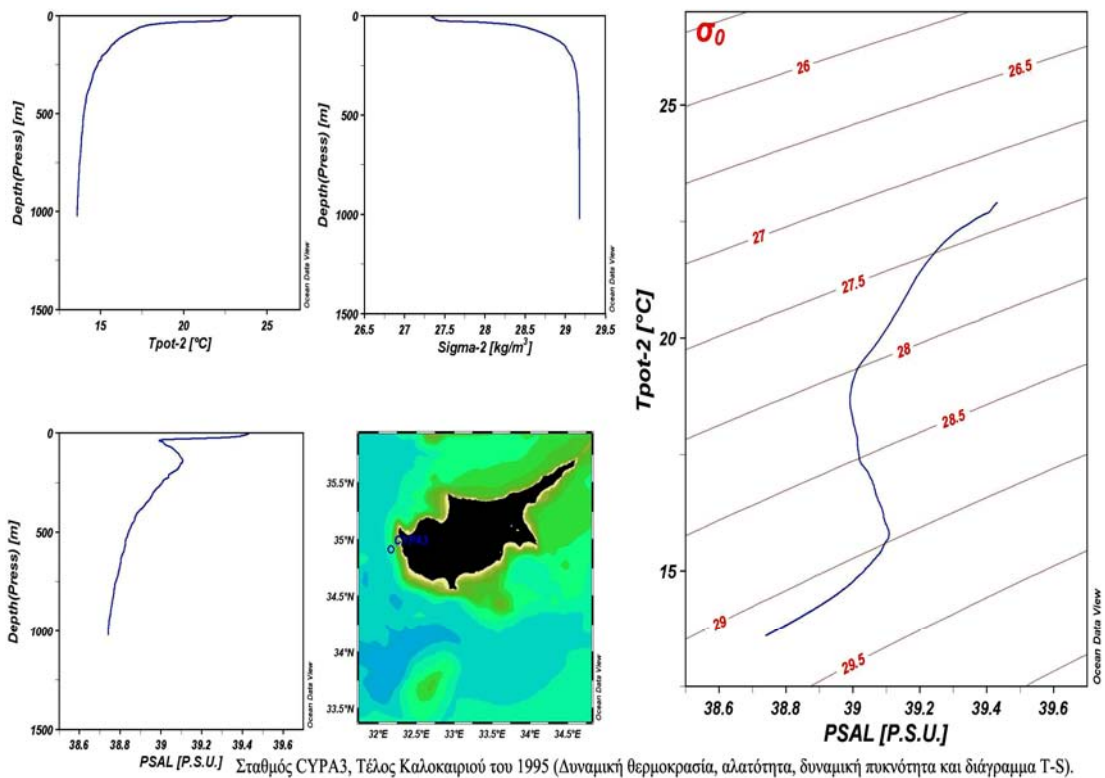 0
500
1000
1500
Depth(Press) [m]
15 20 25
Tpot-2 [°C]
Ocean Data View
0
500
1000
1500
Depth(Press) [m]
26.5 27 27.5 28 28.5 29 29.5
Sigma-2 [kg/m³]
Ocean Data View
σ₀
25
20
15
Tpot-2 [°C]
26
26.5
27
27.5
28
28.5
29
29.5
38.6 38.8 39 39.2 39.4 39.6
PSAL [P.S.U.]
Ocean Data View
0
500
1000
1500
Depth(Press) [m]
38.6 38.8 39 39.2 39.4 39.6
PSAL [P.S.U.]
Ocean Data View
35.5°N
35°N
34.5°N
34°N
33.5°N
CYPA3
32°E 32.5°E 33°E 33.5°E 34°E 34.5°E
Ocean Data View
Σταθμός CYPA3, Τέλος Καλοκαιριού του 1995 (Δυναμική θερμοκρασία, αλατότητα, δυναμική πυκνότητα και διάγραμμα T-S).